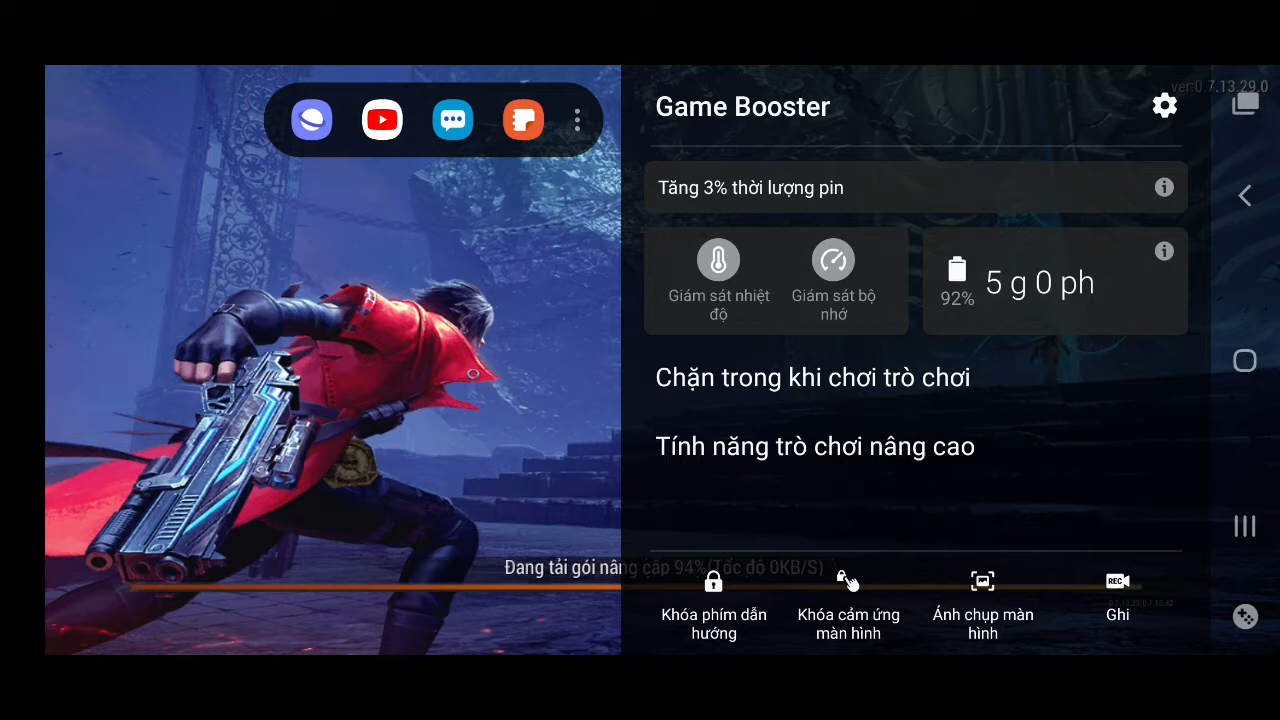 ver:0.7.13.29.0
Game Booster
Tăng 3% thời lượng pin
Giám sát nhiệt
độ
Giám sát bộ
nhớ
92%
5 g 0 ph
Chặn trong khi chơi trò chơi
Tính năng trò chơi nâng cao
Đang tải gói nâng cấp 94%(Tốc độ 0KB/S)
REC
Khóa phím dẫn
hướng
Khóa cảm ứng
màn hình
Ảnh chụp màn
hình
Ghi